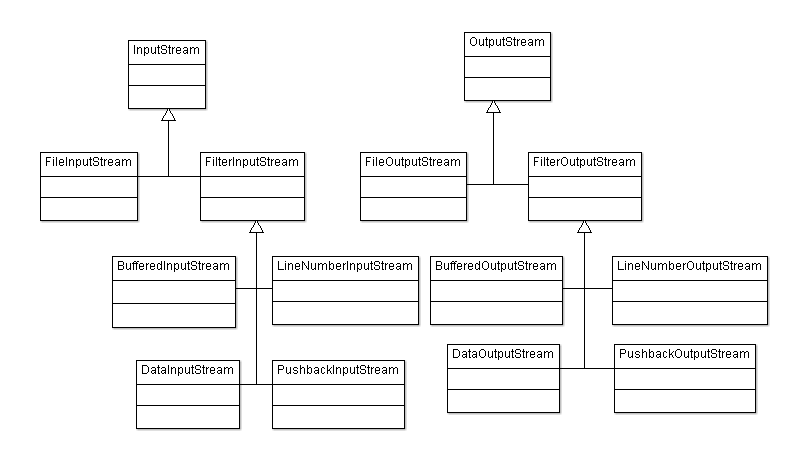 InputStream
OutputStream
FileInputStream
FilterInputStream
FileOutputStream
FilterOutputStream
BufferedInputStream
LineNumberInputStream
BufferedOutputStream
LineNumberOutputStream
DataInputStream
PushbackInputStream
DataOutputStream
PushbackOutputStream